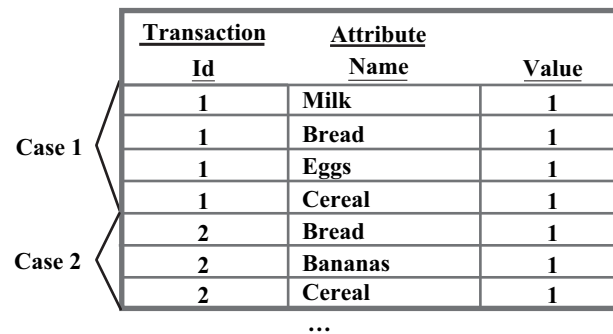 Transaction Attribute
Id Name Value
1 Milk 1
1 Bread 1
Case 1
1 Eggs 1
1 Cereal 1
2 Bread 1
Case 2
2 Bananas 1
2 Cereal 1
...